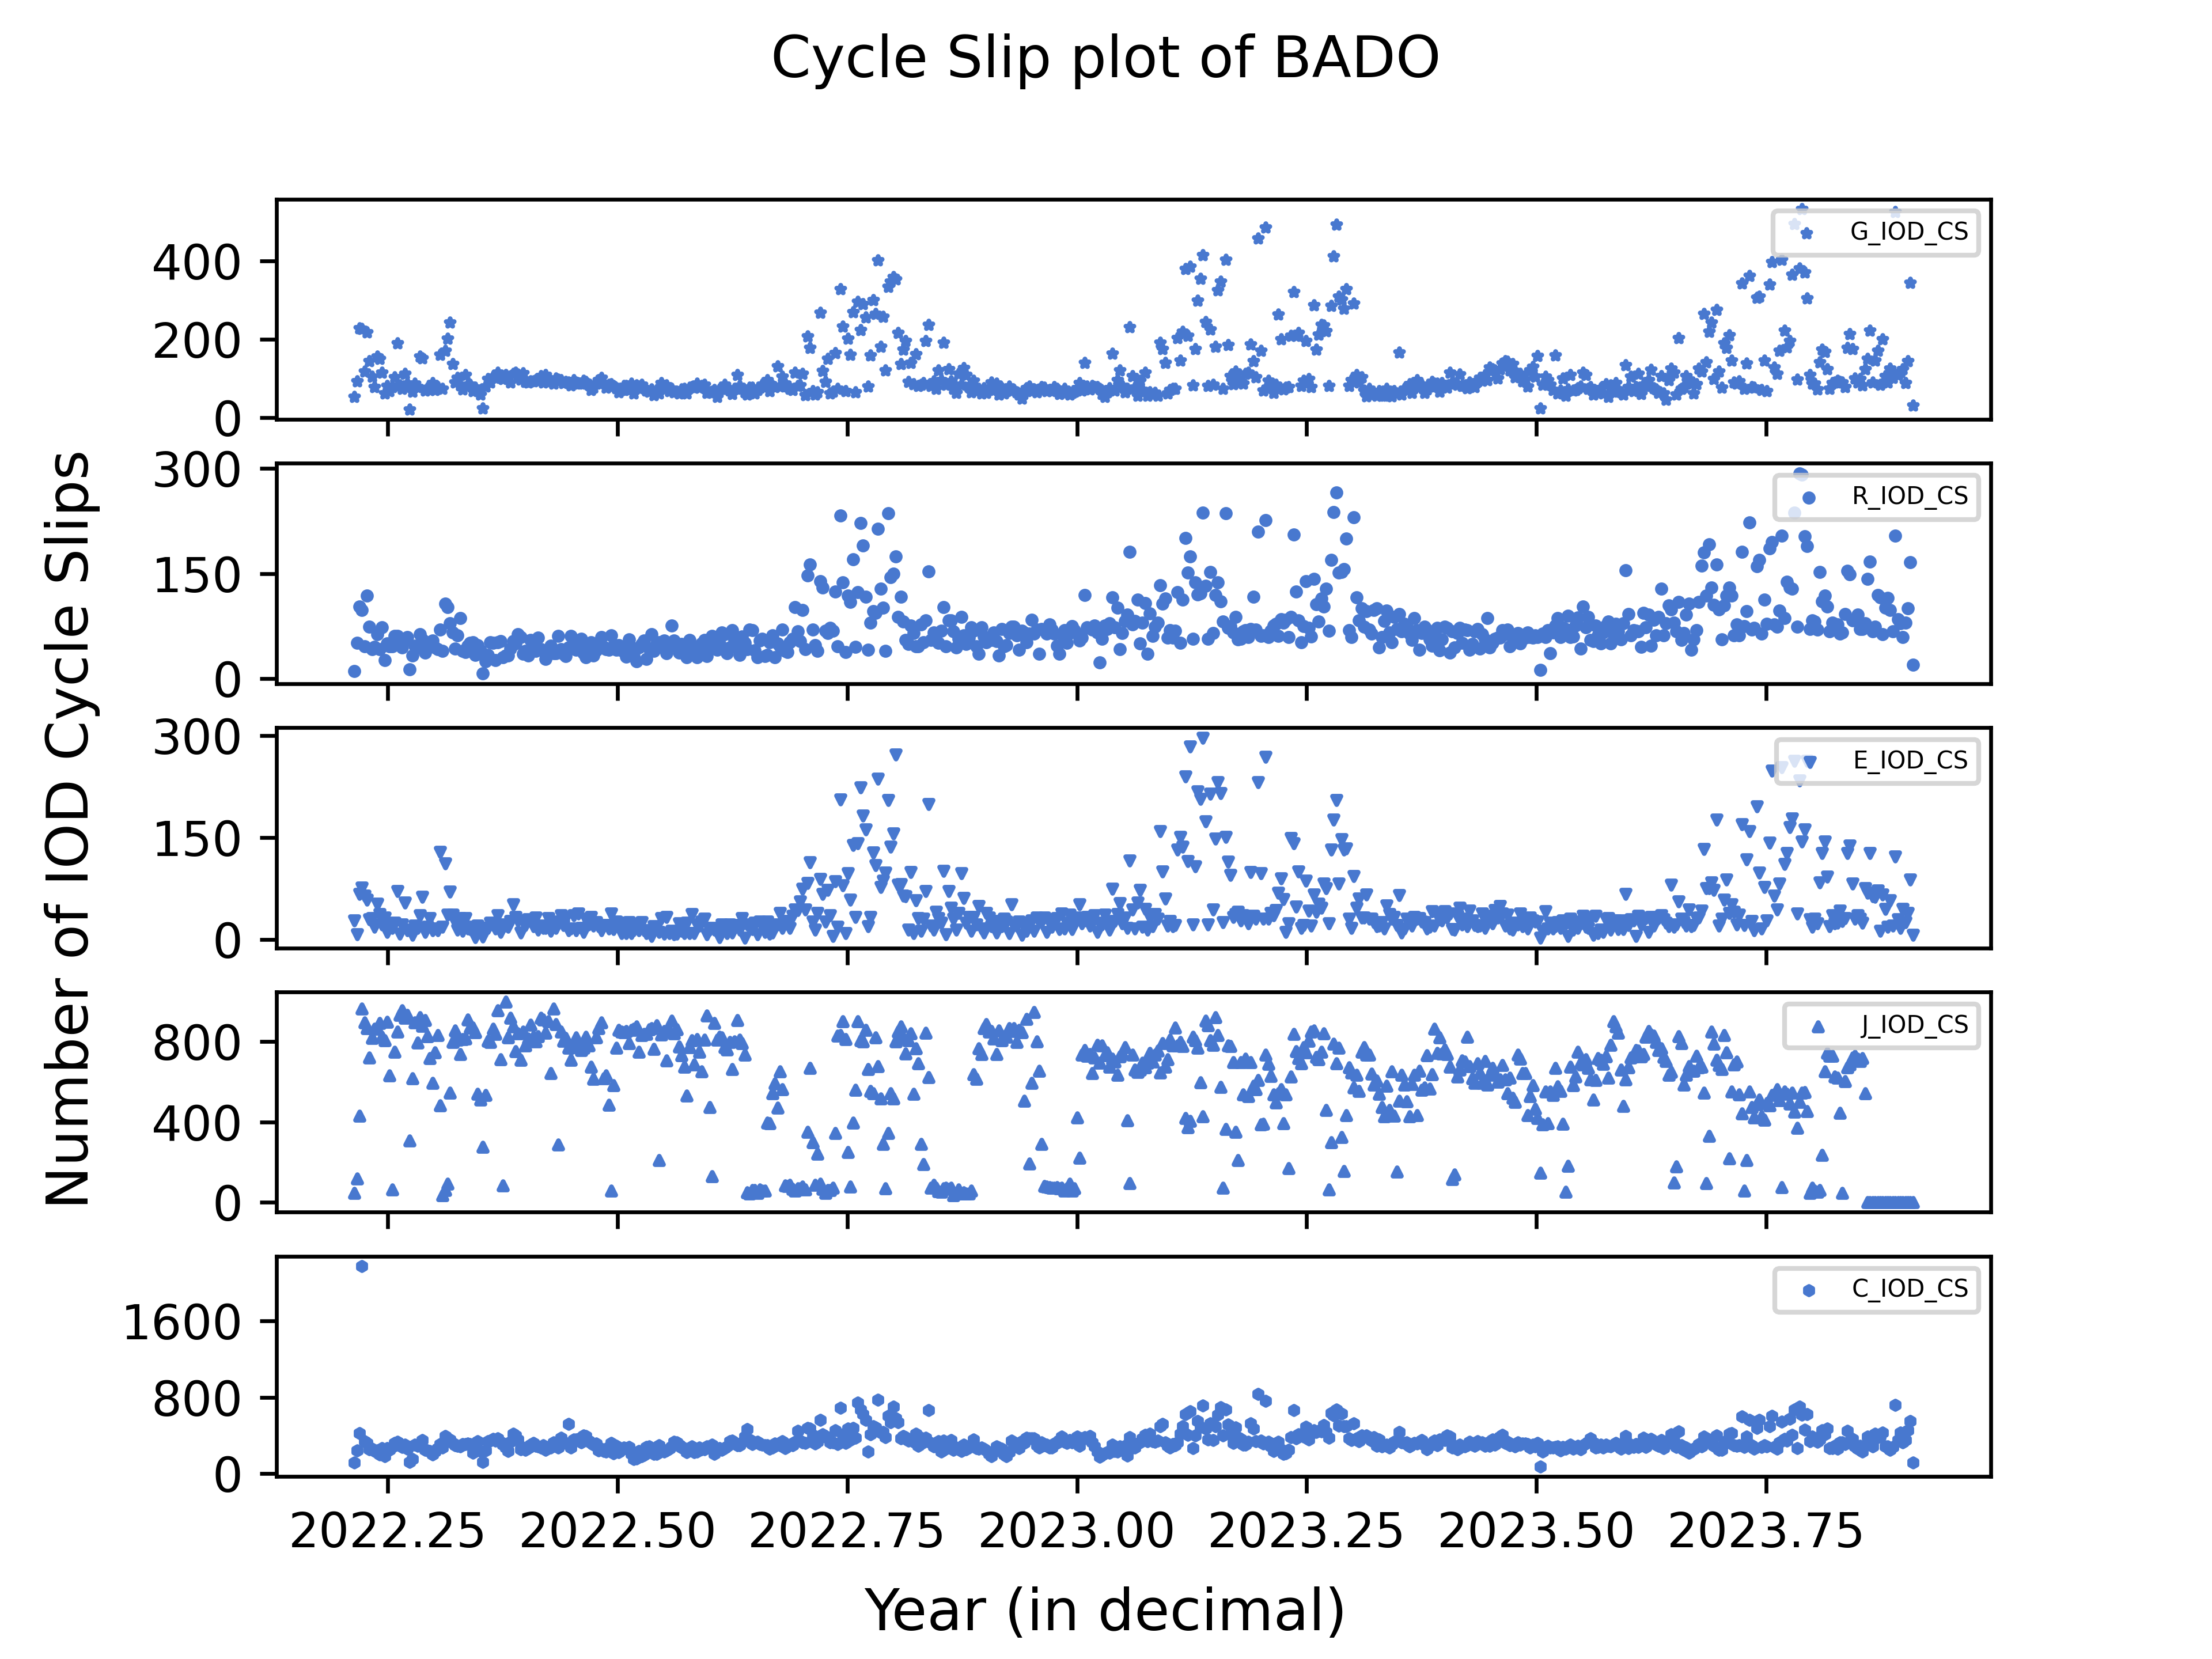 Cycle Slip plot of BADO
Number of IOD Cycle Slips
400
200
0
G_IOD_CS
300
150
0
R_IOD_CS
300
150
0
E_IOD_CS
800
400
0
J_IOD_CS
1600
800
0
C_IOD_CS
2022.25 2022.50 2022.75 2023.00 2023.25 2023.50 2023.75
Year (in decimal)